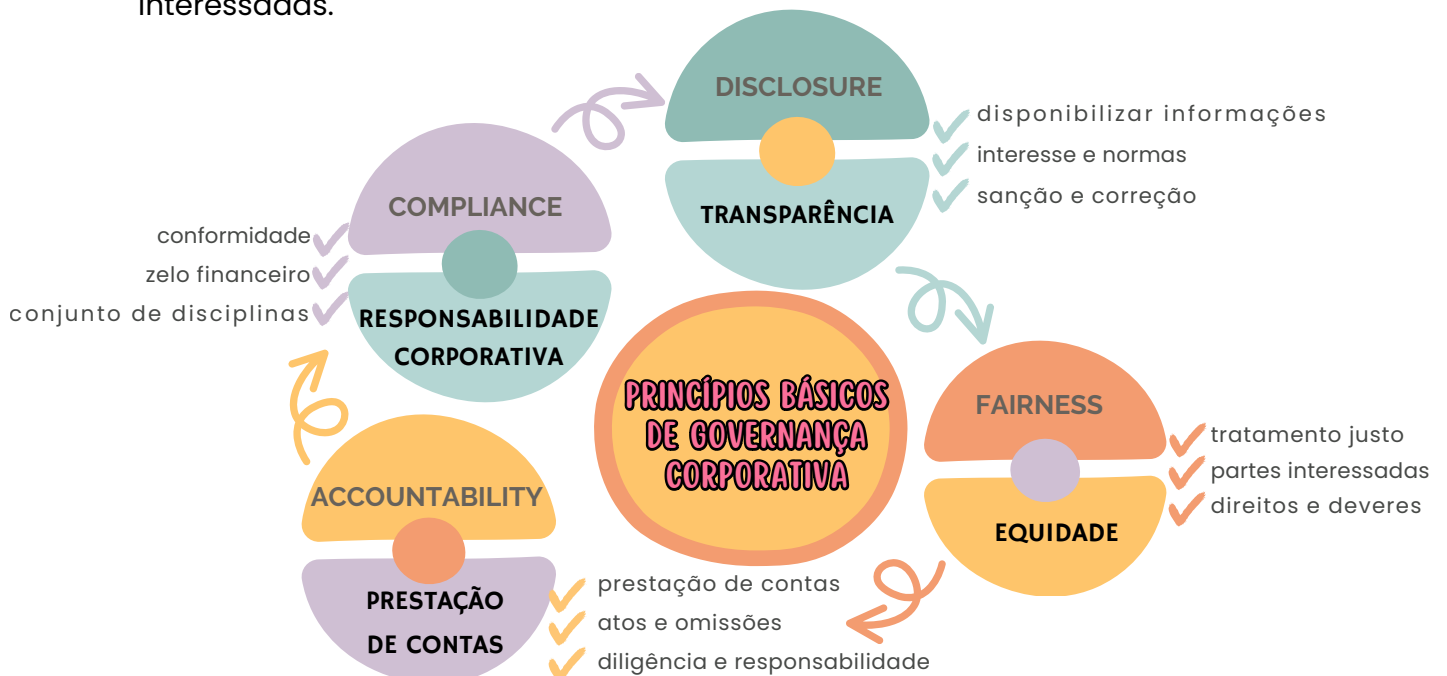 interessadas.
DISCLOSURE
TRANSPARÊNCIA
disponibilizar informações
interesse e normas
sanção e correção
COMPLIANCE
RESPONSABILIDADE
CORPORATIVA
conformidade
zelo financeiro
conjunto de disciplinas
PRINCÍPIOS BÁSICOS
DE GOVERNANÇA
CORPORATIVA
FAIRNESS
EQUIDADE
tratamento justo
partes interessadas
direitos e deveres
ACCOUNTABILITY
PRESTAÇÃO
DE CONTAS
prestação de contas
atos e omissões
diligência e responsabilidade